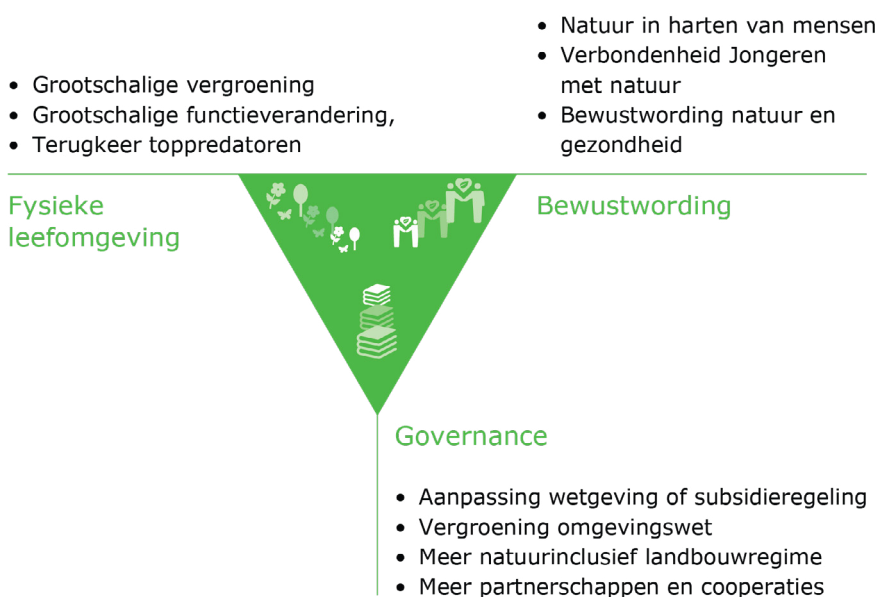 • Grootschalige vergroening
• Grootschalige functieverandering,
• Terugkeer toppredatoren
Fysieke
leefomgeving
• Natuur in harten van mensen
• Verbondenheid Jongeren
met natuur
• Bewustwording natuur en
gezondheid
Bewustwording
Governance
• Aanpassing wetgeving of subsidieregeling
• Vergroening omgevingswet
• Meer natuurinclusief landbouwregime
• Meer partnerschappen en cooperaties